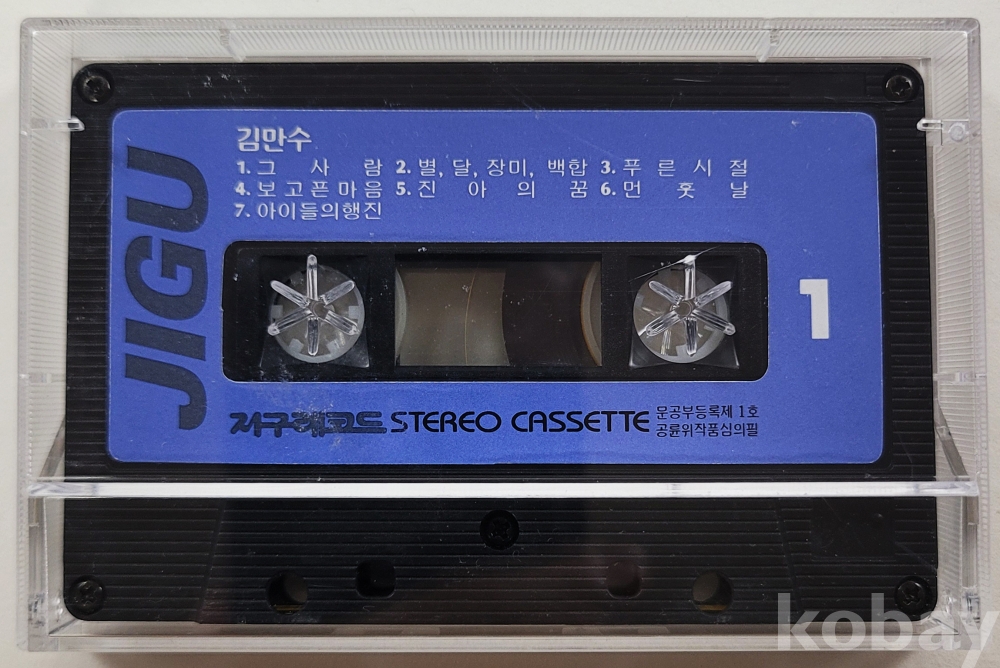 JIGU
김만수
1. 그 사 람 2. 별, 달, 장미, 백합 3. 푸 른 시 절
4. 보고픈마음 5. 진 아 의 꿈 6. 먼 훗 날
7. 아이들의행진
1
지구레코드 STEREO CASSETTE 문공부등록제 1호
공륜위작품심의필
kobay